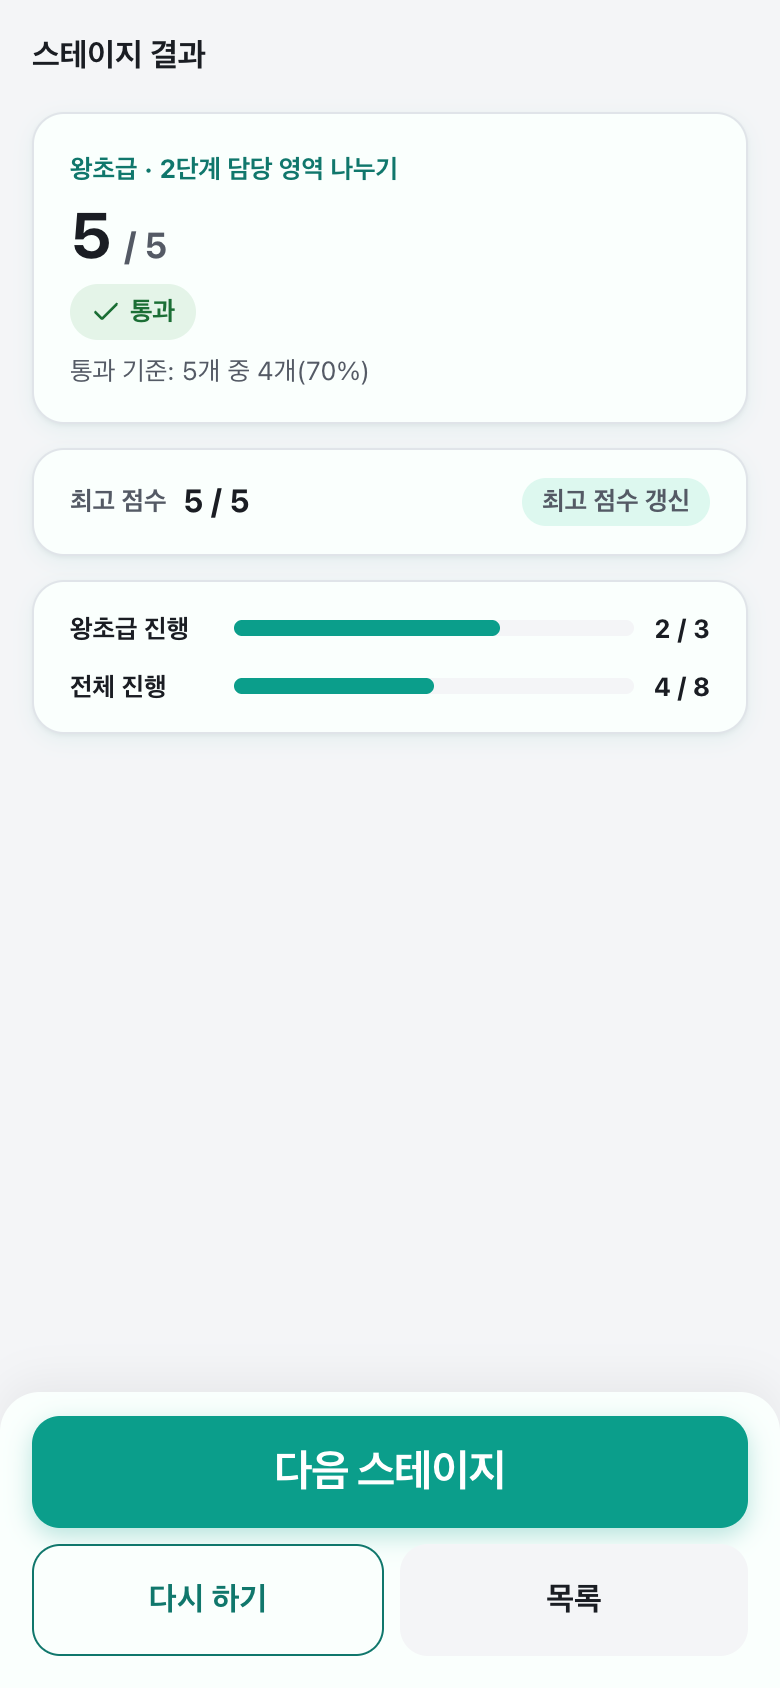 스테이지 결과
왕초급 · 2단계 담당 영역 나누기
5 / 5
통과
통과 기준: 5개 중 4개(70%)
최고 점수 5 / 5 최고 점수 갱신
왕초급 진행 2 / 3
전체 진행 4 / 8
다음 스테이지
다시 하기 목록